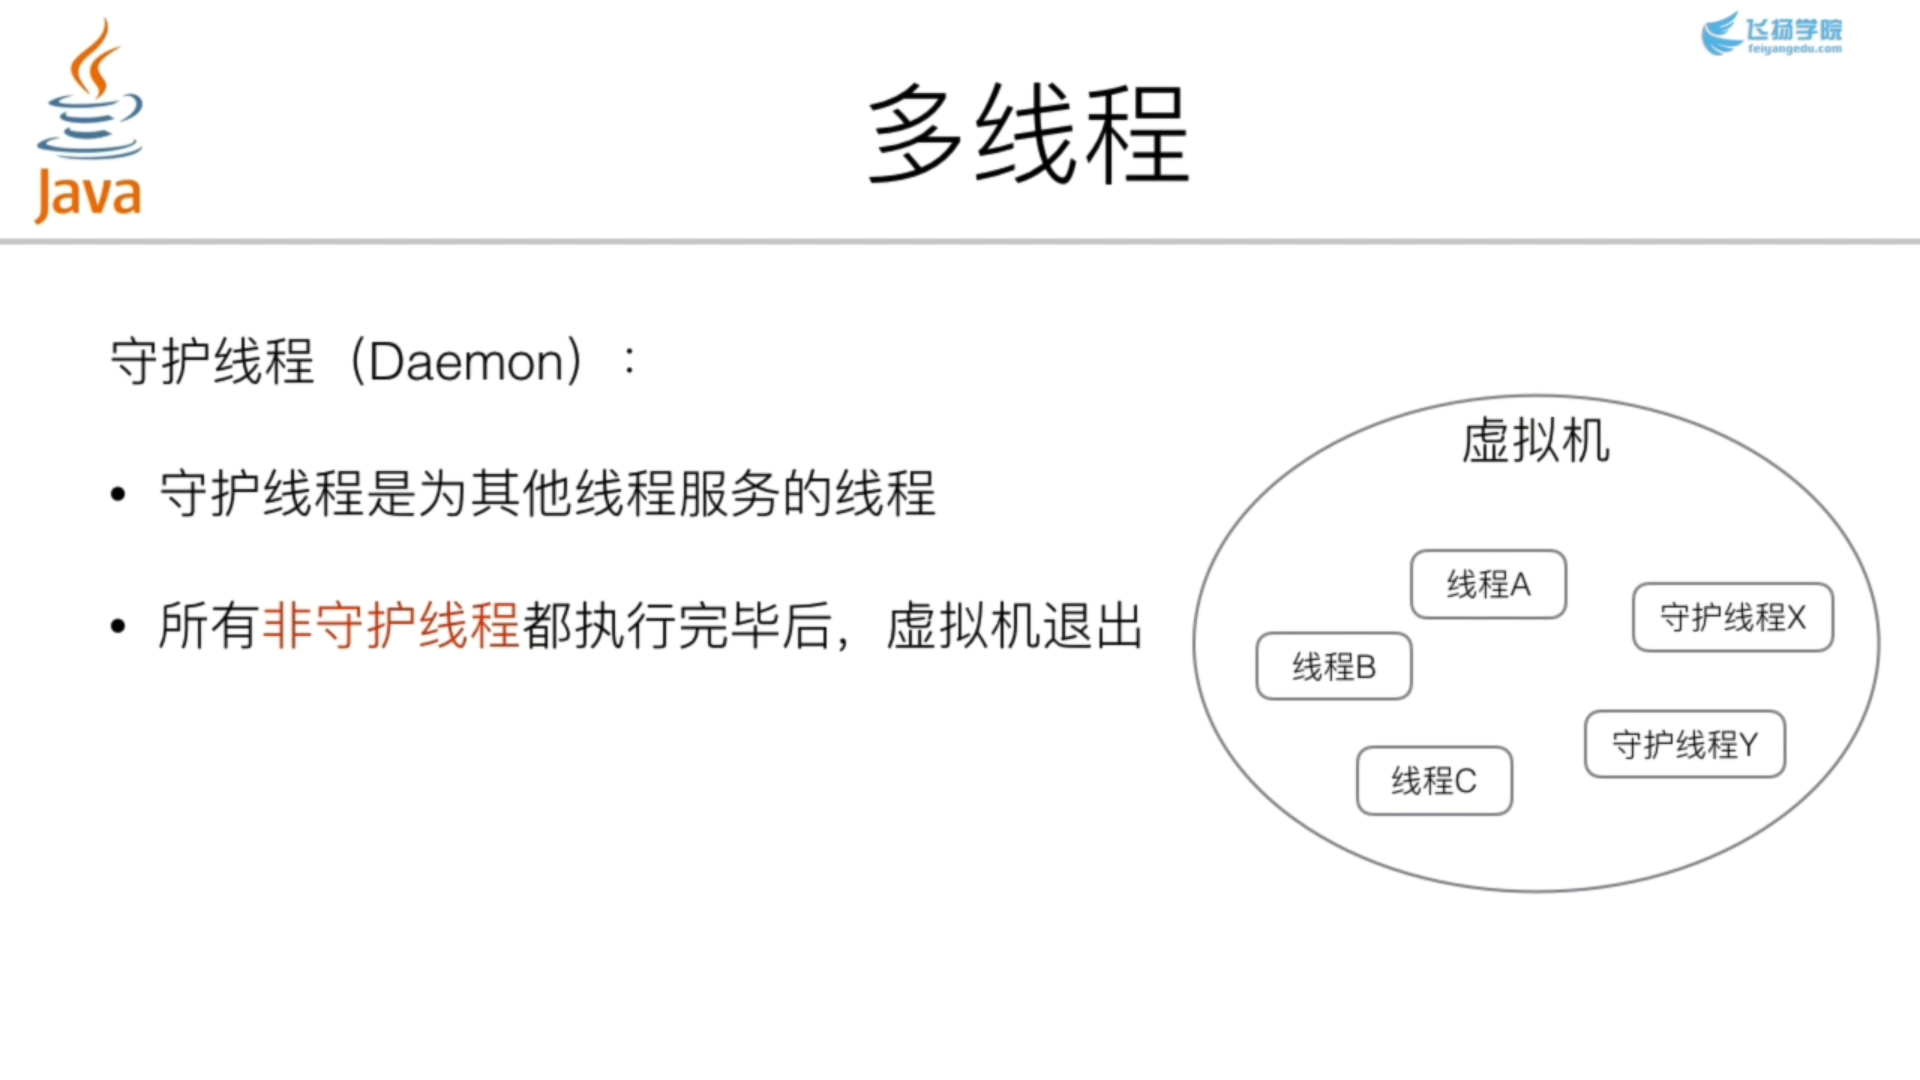 Java
飞扬学院
feiyangedu.com
多线程
守护线程（Daemon）：
• 守护线程是为其他线程服务的线程
• 所有非守护线程都执行完毕后，虚拟机退出
虚拟机
线程A
守护线程X
线程B
守护线程Y
线程C